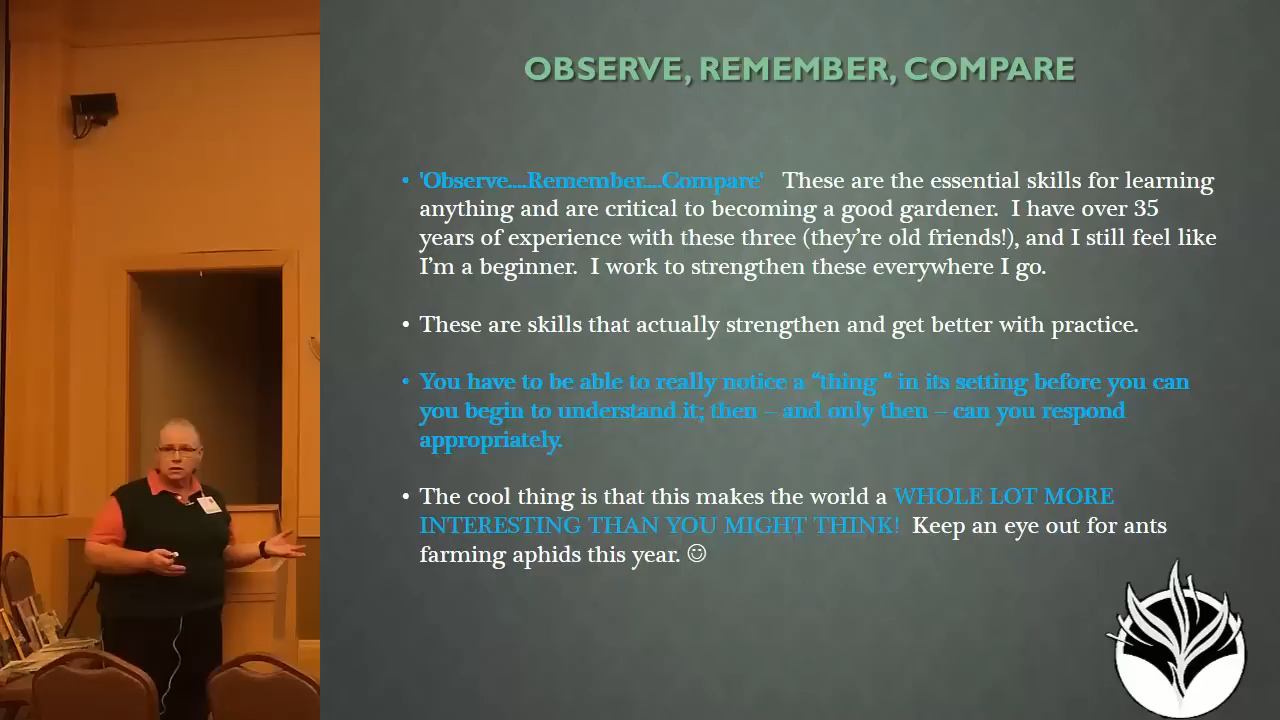 OBSERVE, REMEMBER, COMPARE
• 'Observe....Remember....Compare' These are the essential skills for learning
anything and are critical to becoming a good gardener. I have over 35
years of experience with these three (they're old friends!), and I still feel like
I'm a beginner. I work to strengthen these everywhere I go.
• These are skills that actually strengthen and get better with practice.
• You have to be able to really notice a “thing “ in its setting before you can
you begin to understand it; then – and only then – can you respond
appropriately.
• The cool thing is that this makes the world a WHOLE LOT MORE
INTERESTING THAN YOU MIGHT THINK! Keep an eye out for ants
farming aphids this year. ☺